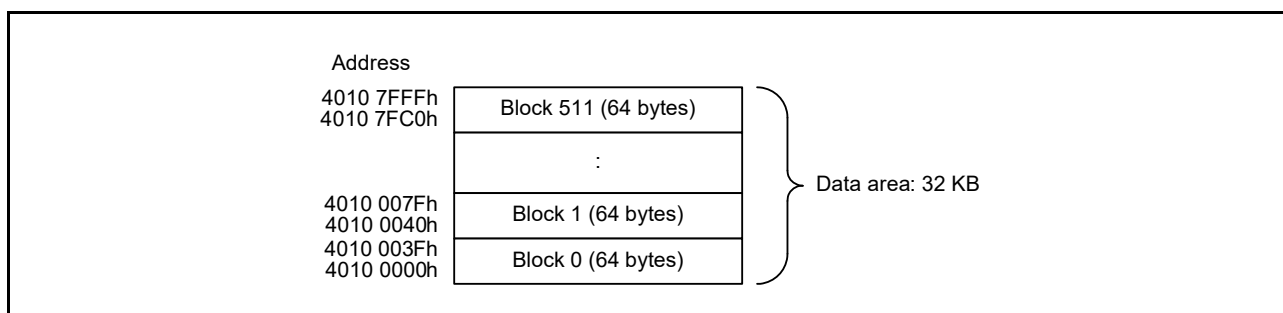 Address
4010 7FFFh
4010 7FC0h
Block 511 (64 bytes)
:
Data area: 32 KB
4010 007Fh
4010 0040h
Block 1 (64 bytes)
4010 003Fh
4010 0000h
Block 0 (64 bytes)